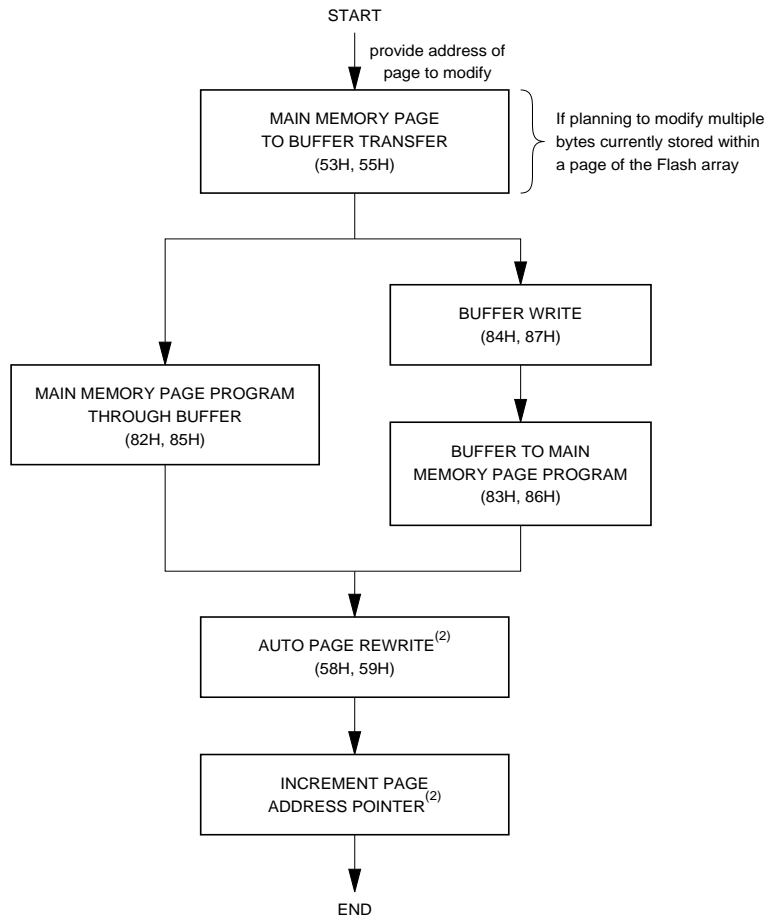 START
provide address of
page to modify
MAIN MEMORY PAGE
TO BUFFER TRANSFER
(53H, 55H)
If planning to modify multiple
bytes currently stored within
a page of the Flash array
BUFFER WRITE
(84H, 87H)
MAIN MEMORY PAGE PROGRAM
THROUGH BUFFER
(82H, 85H)
BUFFER TO MAIN
MEMORY PAGE PROGRAM
(83H, 86H)
AUTO PAGE REWRITE(2)
(58H, 59H)
INCREMENT PAGE
ADDRESS POINTER(2)
END